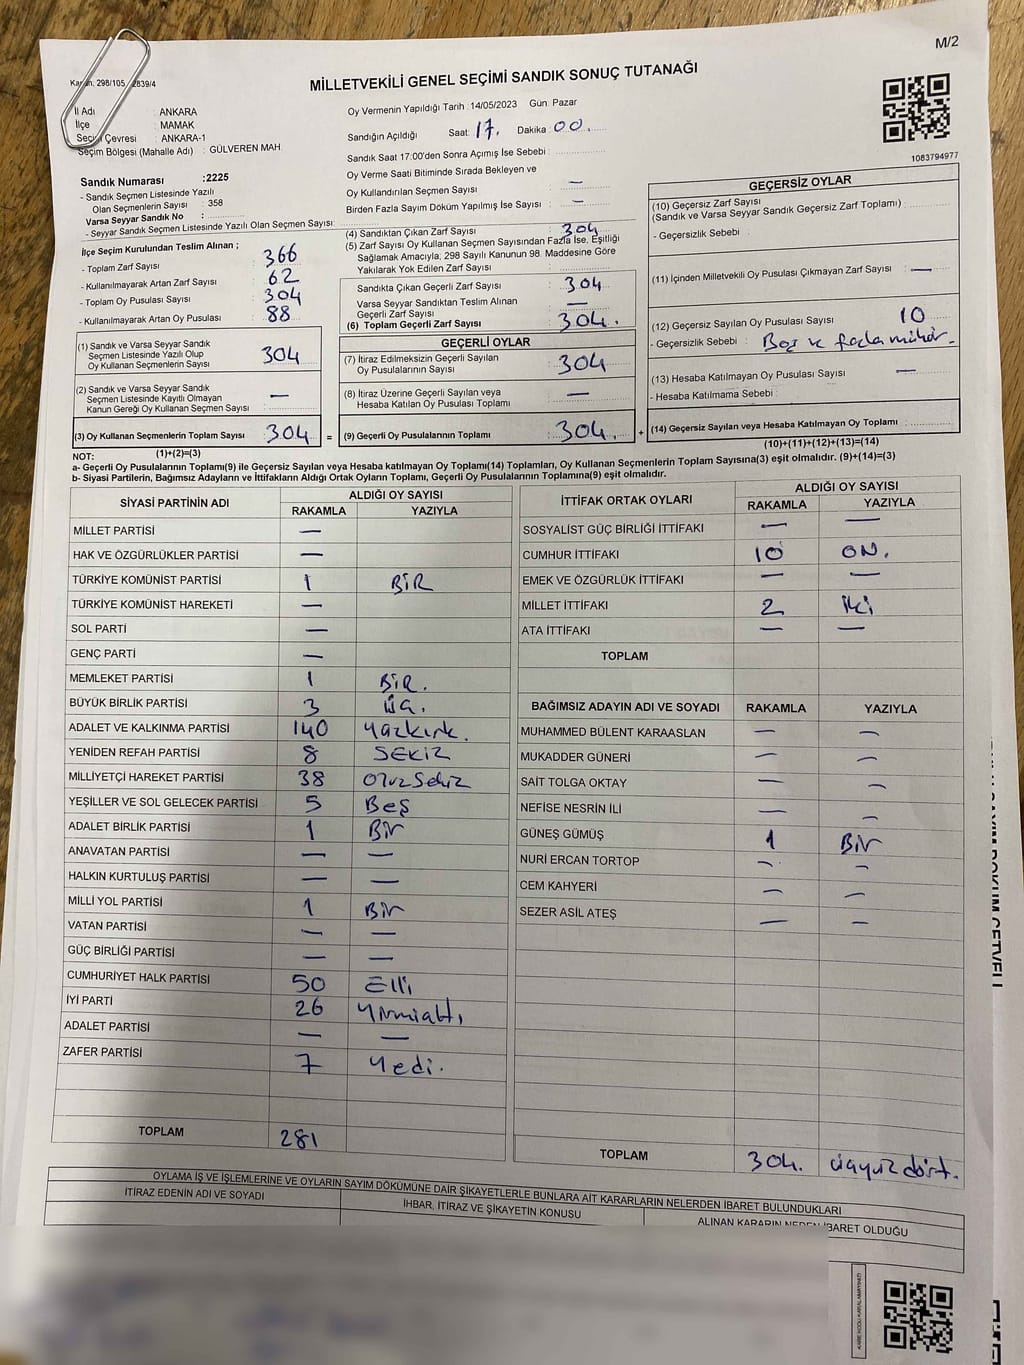 M/2
Kanun: 298/105, 2839/4
MİLLETVEKİLİ GENEL SEÇİMİ SANDIK SONUÇ TUTANAĞI
İl Adı : ANKARA
İlçe : MAMAK
Seçim Çevresi : ANKARA-1
Seçim Bölgesi (Mahalle Adı) : GÜLVEREN MAH
Sandık Numarası : 2225
- Sandık Seçmen Listesinde Yazılı
Olan Seçmenlerin Sayısı : 358
Varsa Seyyar Sandık No :
- Seyyar Sandık Seçmen Listesinde Yazılı Olan Seçmen Sayısı:
İlçe Seçim Kurulundan Teslim Alınan ;
- Toplam Zarf Sayısı : 366
- Kullanılmayarak Artan Zarf Sayısı : 62
- Toplam Oy Pusulası Sayısı : 304
- Kullanılmayarak Artan Oy Pusulası : 88
(1) Sandık ve Varsa Seyyar Sandık
Seçmen Listesinde Yazılı Olup
Oy Kullanan Seçmenlerin Sayısı : 304
(2) Sandık ve Varsa Seyyar Sandık
Seçmen Listesinde Kayıtlı Olmayan
Kanun Gereği Oy Kullanan Seçmen Sayısı : —
(3) Oy Kullanan Seçmenlerin Toplam Sayısı : 304 =
Oy Vermenin Yapıldığı Tarih :14/05/2023 Gün: Pazar
Sandığın Açıldığı Saat: 17. Dakika: 00.
Sandık Saat 17:00'den Sonra Açılmış İse Sebebi :
Oy Verme Saati Bitiminde Sırada Bekleyen ve
Oy Kullandırılan Seçmen Sayısı : —
Birden Fazla Sayım Döküm Yapılmış İse Sayısı : —
(4) Sandıktan Çıkan Zarf Sayısı : 304
(5) Zarf Sayısı Oy Kullanan Seçmen Sayısından Fazla İse, Eşitliği
Sağlamak Amacıyla, 298 Sayılı Kanunun 98. Maddesine Göre
Yakılarak Yok Edilen Zarf Sayısı :
Sandıkta Çıkan Geçerli Zarf Sayısı : 304
Varsa Seyyar Sandıktan Teslim Alınan
Geçerli Zarf Sayısı : —
(6) Toplam Geçerli Zarf Sayısı : 304.
GEÇERLİ OYLAR
(7) İtiraz Edilmeksizin Geçerli Sayılan
Oy Pusulalarının Sayısı : 304
(8) İtiraz Üzerine Geçerli Sayılan veya
Hesaba Katılan Oy Pusulası Toplamı : —
(9) Geçerli Oy Pusulalarının Toplamı : 304. +
1083794977
GEÇERSİZ OYLAR
(10) Geçersiz Zarf Sayısı
(Sandık ve Varsa Seyyar Sandık Geçersiz Zarf Toplamı) :
- Geçersizlik Sebebi :
(11) İçinden Milletvekili Oy Pusulası Çıkmayan Zarf Sayısı : —
(12) Geçersiz Sayılan Oy Pusulası Sayısı : 10
- Geçersizlik Sebebi : Boş ve fazla mühür.
(13) Hesaba Katılmayan Oy Pusulası Sayısı : —
- Hesaba Katılmama Sebebi :
(14) Geçersiz Sayılan veya Hesaba Katılmayan Oy Toplamı :
(10)+(11)+(12)+(13)=(14)
NOT: (1)+(2)=(3)
a- Geçerli Oy Pusulalarının Toplamı(9) ile Geçersiz Sayılan veya Hesaba katılmayan Oy Toplamı(14) Toplamları, Oy Kullanan Seçmenlerin Toplam Sayısına(3) eşit olmalıdır. (9)+(14)=(3)
b- Siyasi Partilerin, Bağımsız Adayların ve İttifakların Aldığı Ortak Oyların Toplamı, Geçerli Oy Pusulalarının Toplamına(9) eşit olmalıdır.
SİYASİ PARTİNİN ADI ALDIĞI OY SAYISI
RAKAMLA YAZIYLA
MİLLET PARTİSİ —
HAK VE ÖZGÜRLÜKLER PARTİSİ —
TÜRKİYE KOMÜNİST PARTİSİ 1 BİR
TÜRKİYE KOMÜNİST HAREKETİ —
SOL PARTİ —
GENÇ PARTİ —
MEMLEKET PARTİSİ 1 BİR.
BÜYÜK BİRLİK PARTİSİ 3 ÜÇ.
ADALET VE KALKINMA PARTİSİ 140 Yüzkırk.
YENİDEN REFAH PARTİSİ 8 SEKİZ
MİLLİYETÇİ HAREKET PARTİSİ 38 OtuzSekiz
YEŞİLLER VE SOL GELECEK PARTİSİ 5 Beş
ADALET BİRLİK PARTİSİ 1 Bir
ANAVATAN PARTİSİ — —
HALKIN KURTULUŞ PARTİSİ — —
MİLLİ YOL PARTİSİ 1 Bir
VATAN PARTİSİ — —
GÜÇ BİRLİĞİ PARTİSİ — —
CUMHURİYET HALK PARTİSİ 50 Elli
İYİ PARTİ 26 Yirmialtı
ADALET PARTİSİ — —
ZAFER PARTİSİ 7 Yedi.
TOPLAM 281
İTTİFAK ORTAK OYLARI ALDIĞI OY SAYISI
RAKAMLA YAZIYLA
SOSYALİST GÜÇ BİRLİĞİ İTTİFAKI — —
CUMHUR İTTİFAKI 10 ON.
EMEK VE ÖZGÜRLÜK İTTİFAKI — —
MİLLET İTTİFAKI 2 iki
ATA İTTİFAKI — —
TOPLAM
BAĞIMSIZ ADAYIN ADI VE SOYADI RAKAMLA YAZIYLA
MUHAMMED BÜLENT KARAASLAN — —
MUKADDER GÜNERİ — —
SAİT TOLGA OKTAY — —
NEFİSE NESRİN İLİ — —
GÜNEŞ GÜMÜŞ 1 Bir
NURİ ERCAN TORTOP — —
CEM KAHYERİ — —
SEZER ASİL ATEŞ — —
TOPLAM 304. üçyüzdört.
OYLAMA İŞ VE İŞLEMLERİNE VE OYLARIN SAYIM DÖKÜMÜNE DAİR ŞİKAYETLERLE BUNLARA AİT KARARLARIN NELERDEN İBARET BULUNDUKLARI
İTİRAZ EDENİN ADI VE SOYADI
İHBAR, İTİRAZ VE ŞİKAYETİN KONUSU
ALINAN KARARIN NEDEN İBARET OLDUĞU